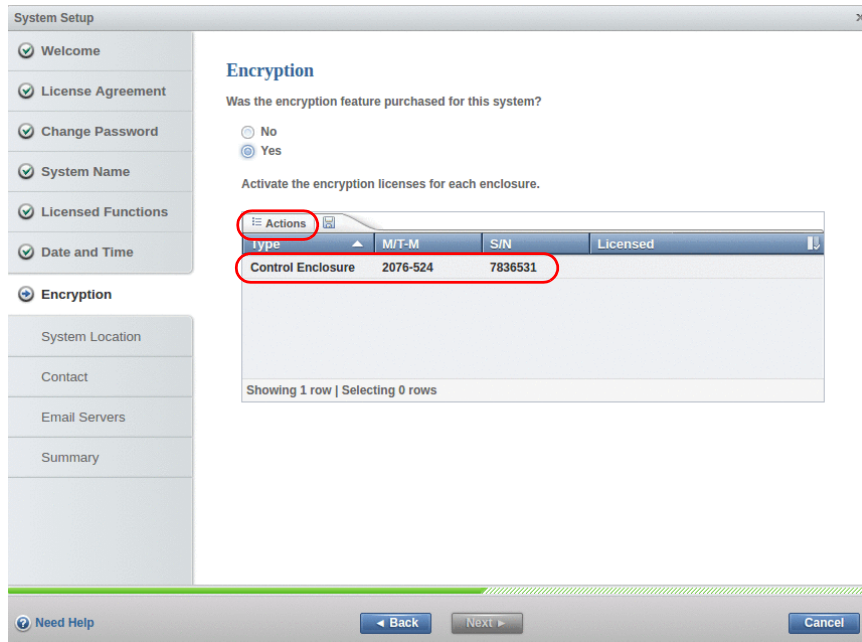 System Setup
Welcome
License Agreement
Change Password
System Name
Licensed Functions
Date and Time
Encryption
System Location
Contact
Email Servers
Summary
Encryption
Was the encryption feature purchased for this system?
No
Yes
Activate the encryption licenses for each enclosure.
Actions
Type M/T-M S/N Licensed
Control Enclosure 2076-524 7836531
Showing 1 row | Selecting 0 rows
Need Help
Back Next Cancel